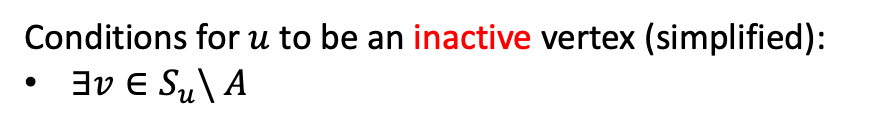 Conditions for 𝑢 to be an inactive vertex (simplified):
• ∃𝑣 ∈ 𝑆ᵤ\ 𝐴